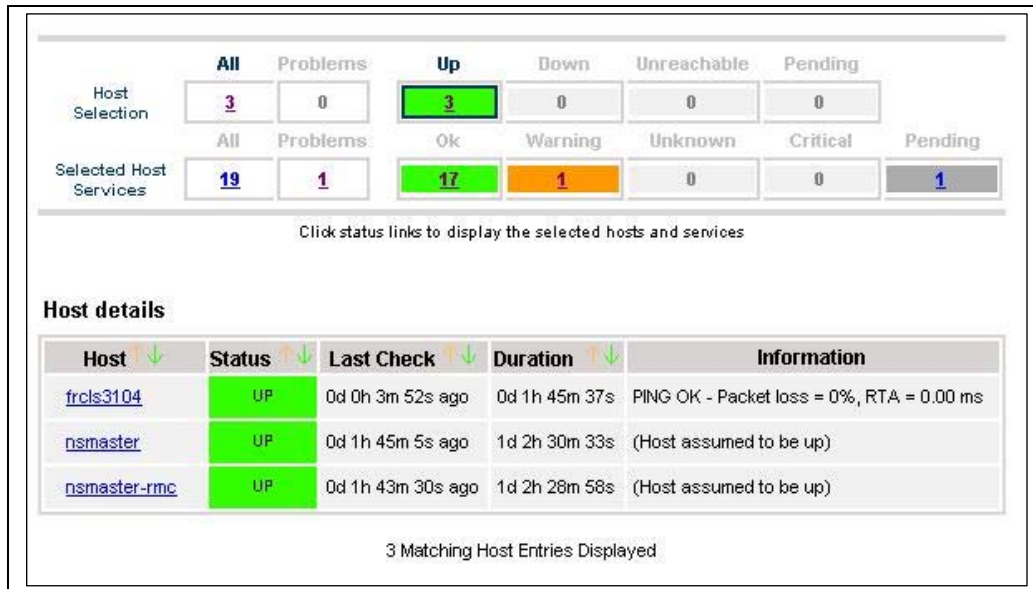 All Problems Up Down Unreachable Pending
Host Selection 3 0 3 0 0 0
All Problems Ok Warning Unknown Critical Pending
Selected Host Services 19 1 17 1 0 0 1
Click status links to display the selected hosts and services
Host details
Host Status Last Check Duration Information
frcls3104 UP 0d 0h 3m 52s ago 0d 1h 45m 37s PING OK - Packet loss = 0%, RTA = 0.00 ms
nsmaster UP 0d 1h 45m 5s ago 1d 2h 30m 33s (Host assumed to be up)
nsmaster-rmc UP 0d 1h 43m 30s ago 1d 2h 28m 58s (Host assumed to be up)
3 Matching Host Entries Displayed